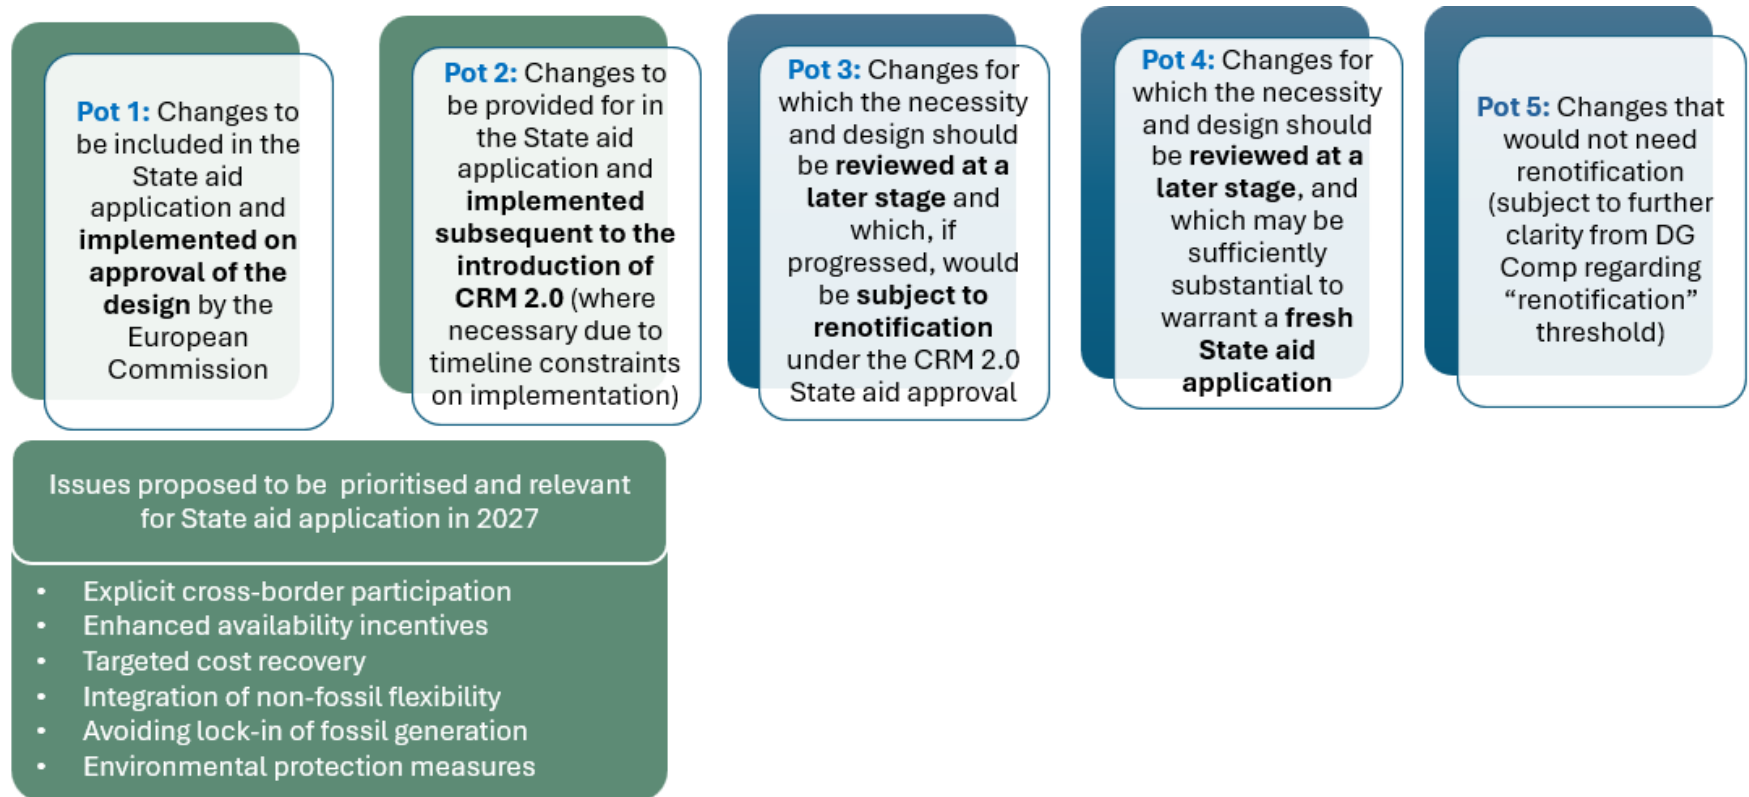 Pot 1: Changes to
be included in the
State aid
application and
implemented on
approval of the
design by the
European
Commission
Pot 2: Changes to
be provided for in
the State aid
application and
implemented
subsequent to the
introduction of
CRM 2.0 (where
necessary due to
timeline constraints
on implementation)
Pot 3: Changes for
which the necessity
and design should
be reviewed at a
later stage and
which, if
progressed, would
be subject to
renotification
under the CRM 2.0
State aid approval
Pot 4: Changes for
which the necessity
and design should
be reviewed at a
later stage, and
which may be
sufficiently
substantial to
warrant a fresh
State aid
application
Pot 5: Changes that
would not need
renotification
(subject to further
clarity from DG
Comp regarding
“renotification”
threshold)
Issues proposed to be prioritised and relevant
for State aid application in 2027
• Explicit cross-border participation
• Enhanced availability incentives
• Targeted cost recovery
• Integration of non-fossil flexibility
• Avoiding lock-in of fossil generation
• Environmental protection measures